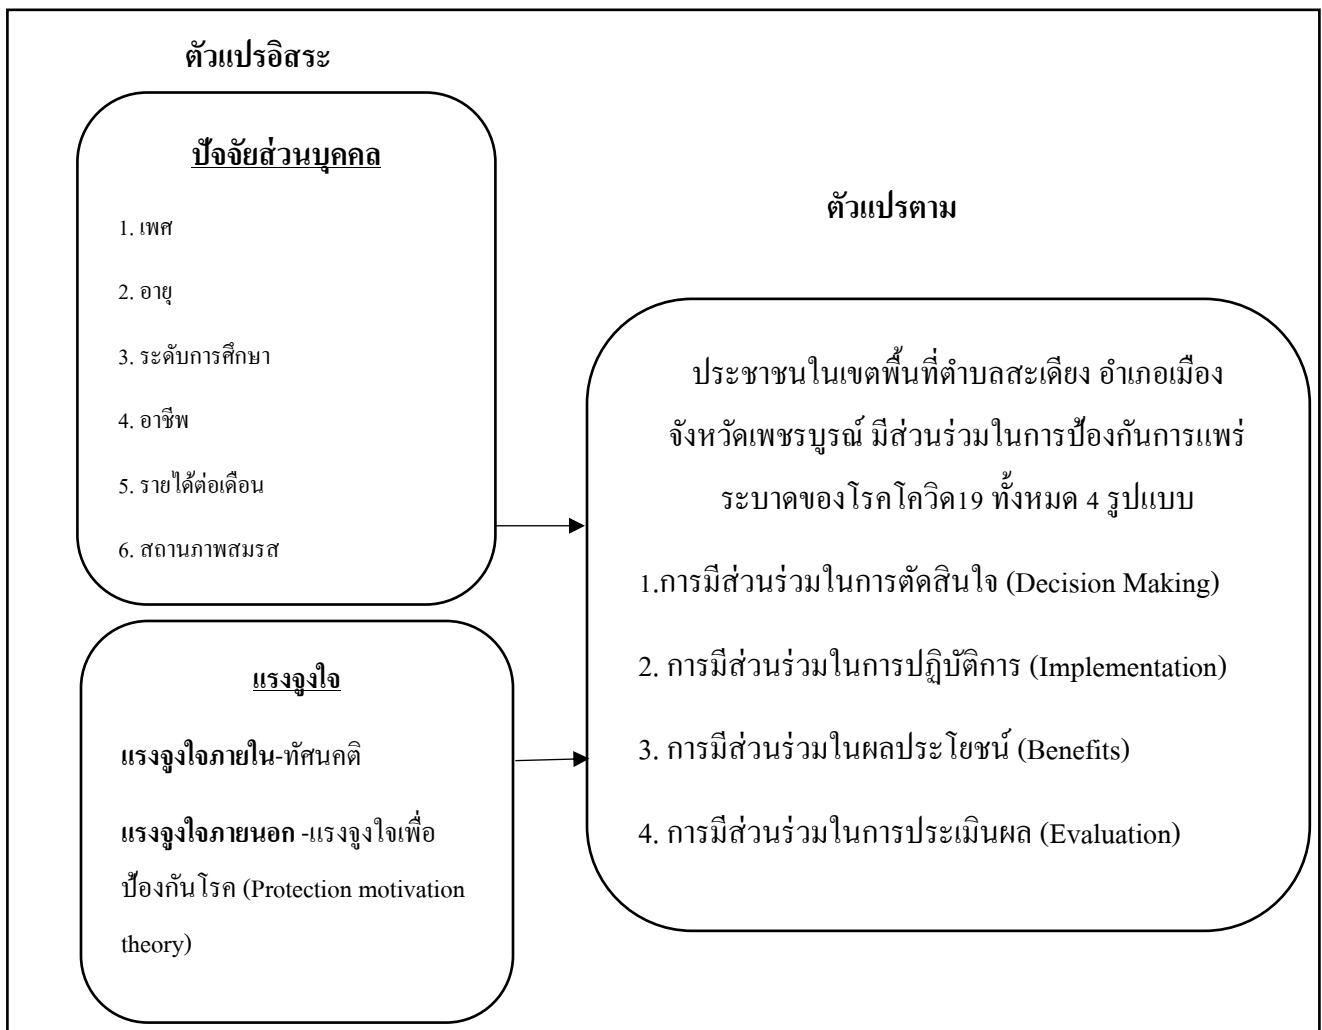 ตัวแปรอิสระ
ปัจจัยส่วนบุคคล
1. เพศ
2. อายุ
3. ระดับการศึกษา
4. อาชีพ
5. รายได้ต่อเดือน
6. สถานภาพสมรส
แรงจูงใจ
แรงจูงใจภายใน-ทัศนคติ
แรงจูงใจภายนอก -แรงจูงใจเพื่อ
ป้องกันโรค (Protection motivation
theory)
ตัวแปรตาม
ประชาชนในเขตพื้นที่ตำบลสะเดียง อำเภอเมือง
จังหวัดเพชรบูรณ์ มีส่วนร่วมในการป้องกันการแพร่
ระบาดของโรคโควิด19 ทั้งหมด 4 รูปแบบ
1.การมีส่วนร่วมในการตัดสินใจ (Decision Making)
2. การมีส่วนร่วมในการปฏิบัติการ (Implementation)
3. การมีส่วนร่วมในผลประโยชน์ (Benefits)
4. การมีส่วนร่วมในการประเมินผล (Evaluation)